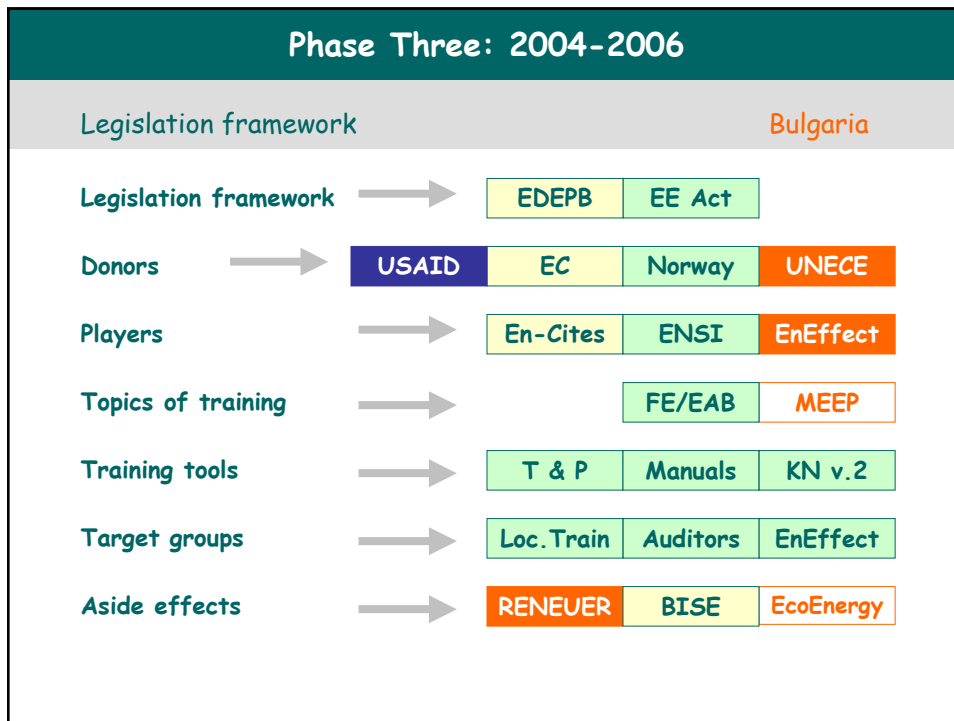 Phase Three: 2004-2006
Legislation framework Bulgaria
Legislation framework EDEPB EE Act
Donors USAID EC Norway UNECE
Players En-Cites ENSI EnEffect
Topics of training FE/EAB MEEP
Training tools T & P Manuals KN v.2
Target groups Loc.Train Auditors EnEffect
Aside effects RENEUER BISE EcoEnergy